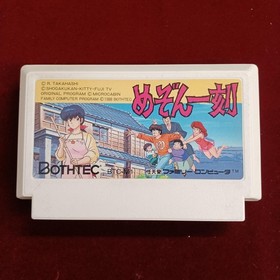 © R. TAKAHASHI
© SHOGAKUKAN•KITTY•FUJI TV
ORIGINAL PROGRAM © MICROCABIN
FAMILY COMPUTER PROGRAM © 1988 BOTHTEC
めぞん一刻
BOTHTEC
ファミリーコンピュータ